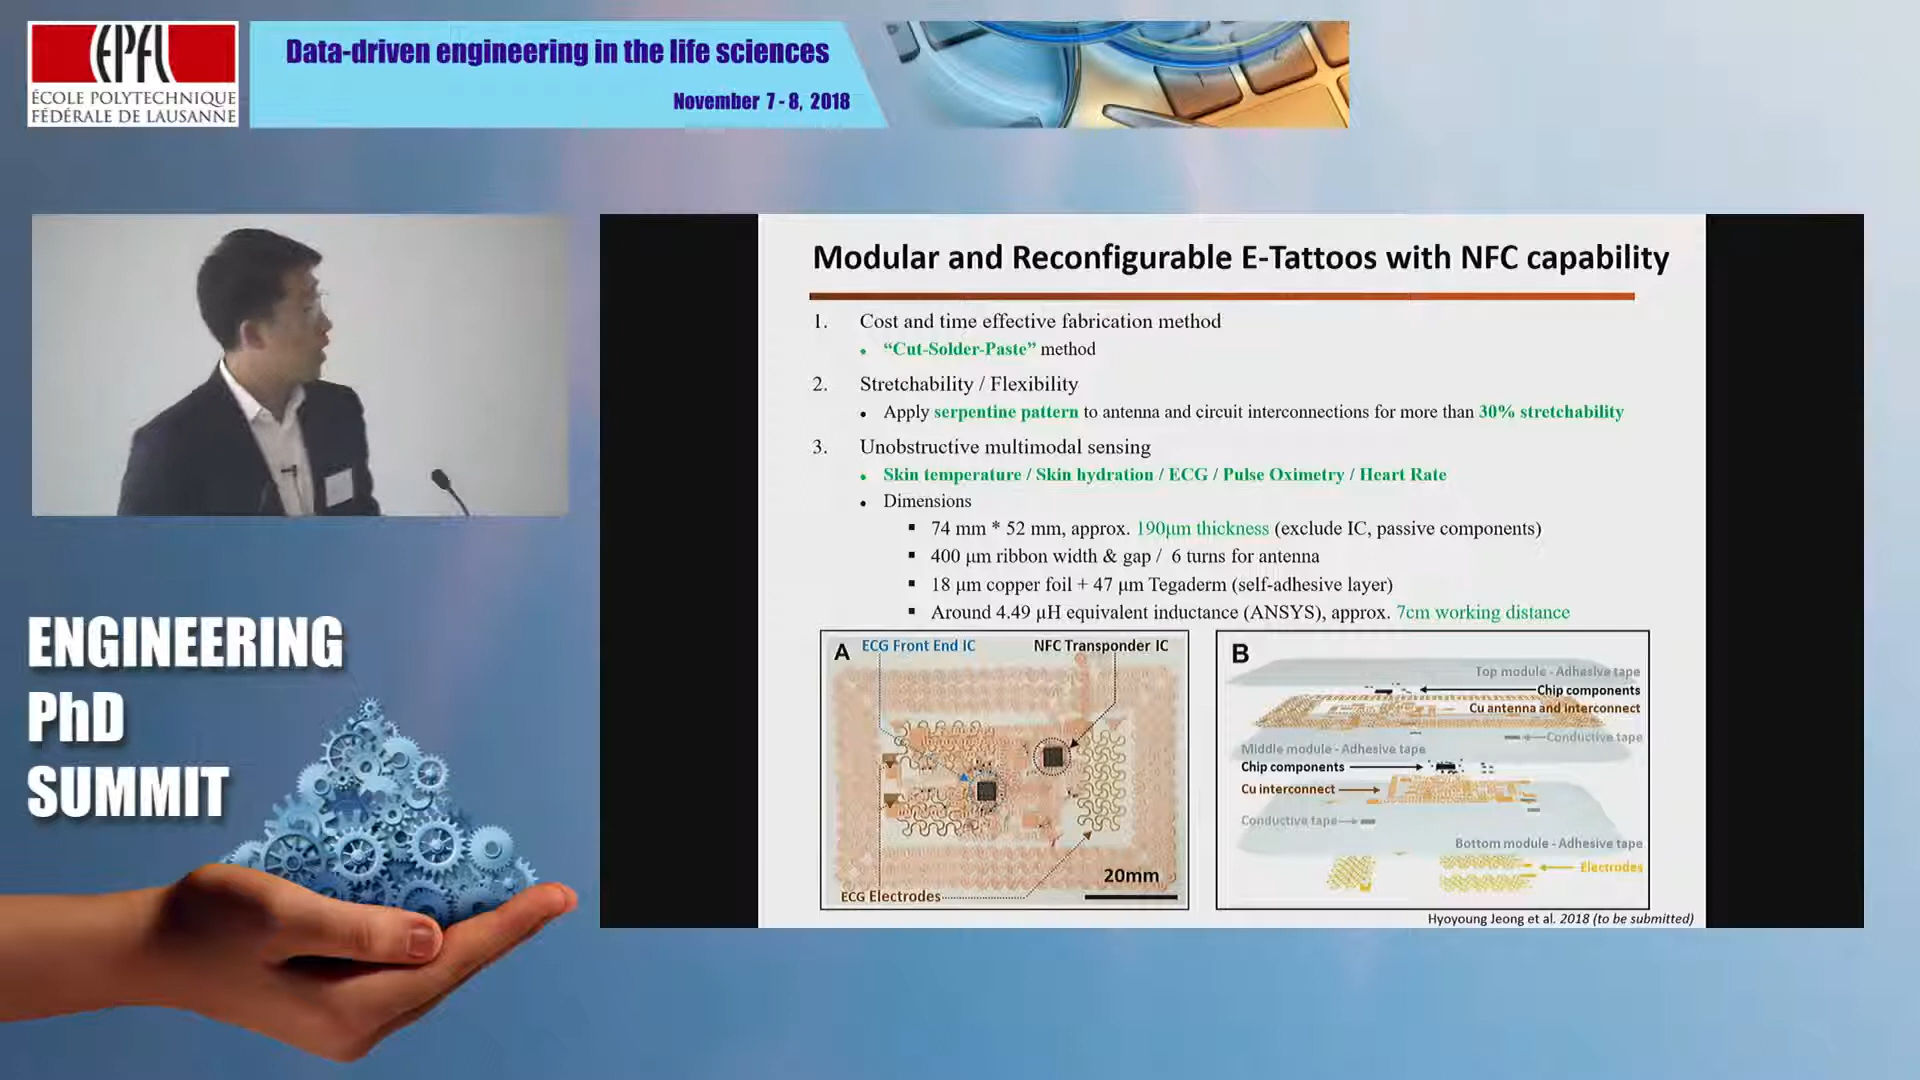 EPFL
ÉCOLE POLYTECHNIQUE
FÉDÉRALE DE LAUSANNE
Data-driven engineering in the life sciences
November 7 - 8, 2018
ENGINEERING
PhD
SUMMIT
Modular and Reconfigurable E-Tattoos with NFC capability
1. Cost and time effective fabrication method
• “Cut-Solder-Paste” method
2. Stretchability / Flexibility
• Apply serpentine pattern to antenna and circuit interconnections for more than 30% stretchability
3. Unobstructive multimodal sensing
• Skin temperature / Skin hydration / ECG / Pulse Oximetry / Heart Rate
• Dimensions
▪ 74 mm * 52 mm, approx. 190μm thickness (exclude IC, passive components)
▪ 400 μm ribbon width & gap / 6 turns for antenna
▪ 18 μm copper foil + 47 μm Tegaderm (self-adhesive layer)
▪ Around 4.49 μH equivalent inductance (ANSYS), approx. 7cm working distance
A
ECG Front End IC
NFC Transponder IC
20mm
ECG Electrodes
B
Top module - Adhesive tape
Chip components
Cu antenna and interconnect
Conductive tape
Middle module - Adhesive tape
Chip components
Cu interconnect
Conductive tape
Bottom module - Adhesive tape
Electrodes
Hyoyoung Jeong et al. 2018 (to be submitted)